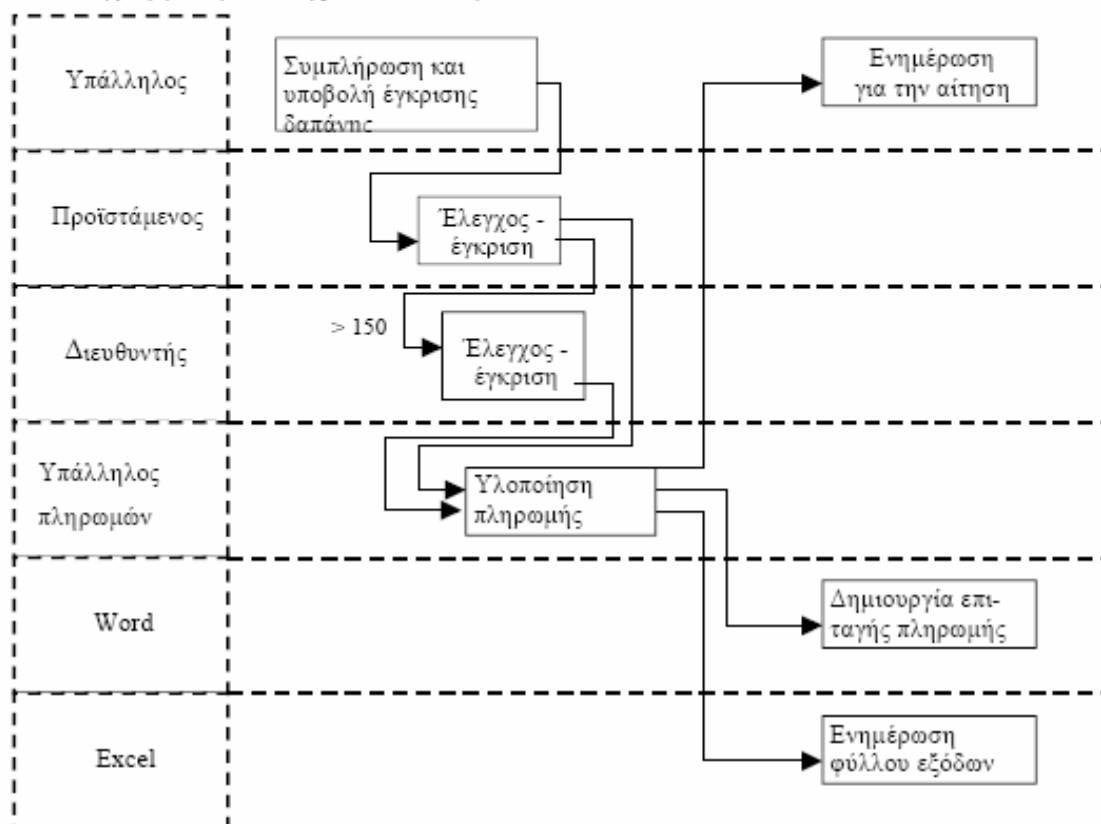 Υπάλληλος
Συμπλήρωση και
υποβολή έγκρισης
δαπάνης
Ενημέρωση
για την αίτηση
Προϊστάμενος
Έλεγχος -
έγκριση
Διευθυντής
> 150
Έλεγχος -
έγκριση
Υπάλληλος
πληρωμών
Υλοποίηση
πληρωμής
Word
Δημιουργία επι-
ταγής πληρωμής
Excel
Ενημέρωση
φύλλου εξόδων